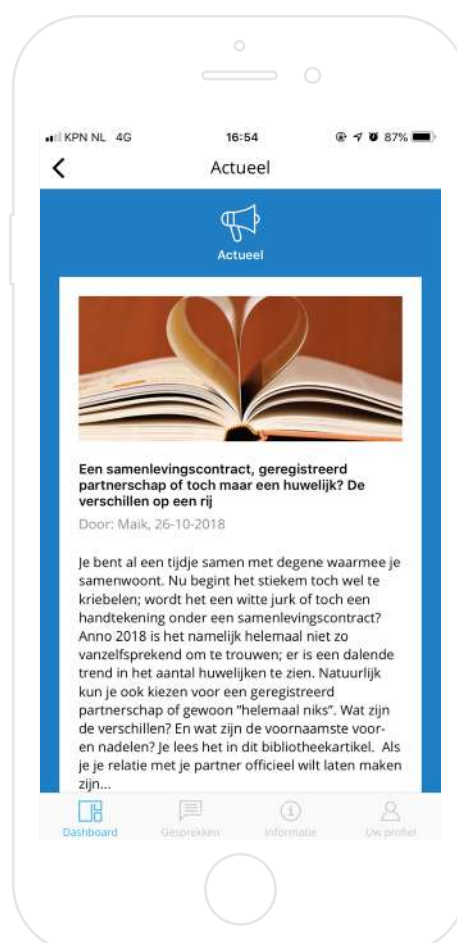 KPN NL 4G 16:54 87%
Actueel
Actueel
Een samenlevingscontract, geregistreerd
partnerschap of toch maar een huwelijk? De
verschillen op een rij
Door: Maik, 26-10-2018
Je bent al een tijdje samen met degene waarmee je
samenwoont. Nu begint het stiekem toch wel te
kriebelen; wordt het een witte jurk of toch een
handtekening onder een samenlevingscontract?
Anno 2018 is het namelijk helemaal niet zo
vanzelfsprekend om te trouwen; er is een dalende
trend in het aantal huwelijken te zien. Natuurlijk
kun je ook kiezen voor een geregistreerd
partnerschap of gewoon "helemaal niks". Wat zijn
de verschillen? En wat zijn de voornaamste voor-
en nadelen? Je lees het in dit bibliotheekartikel. Als
je je relatie met je partner officieel wilt laten maken
zijn...
Dashboard Gesprekken Informatie Uw profiel